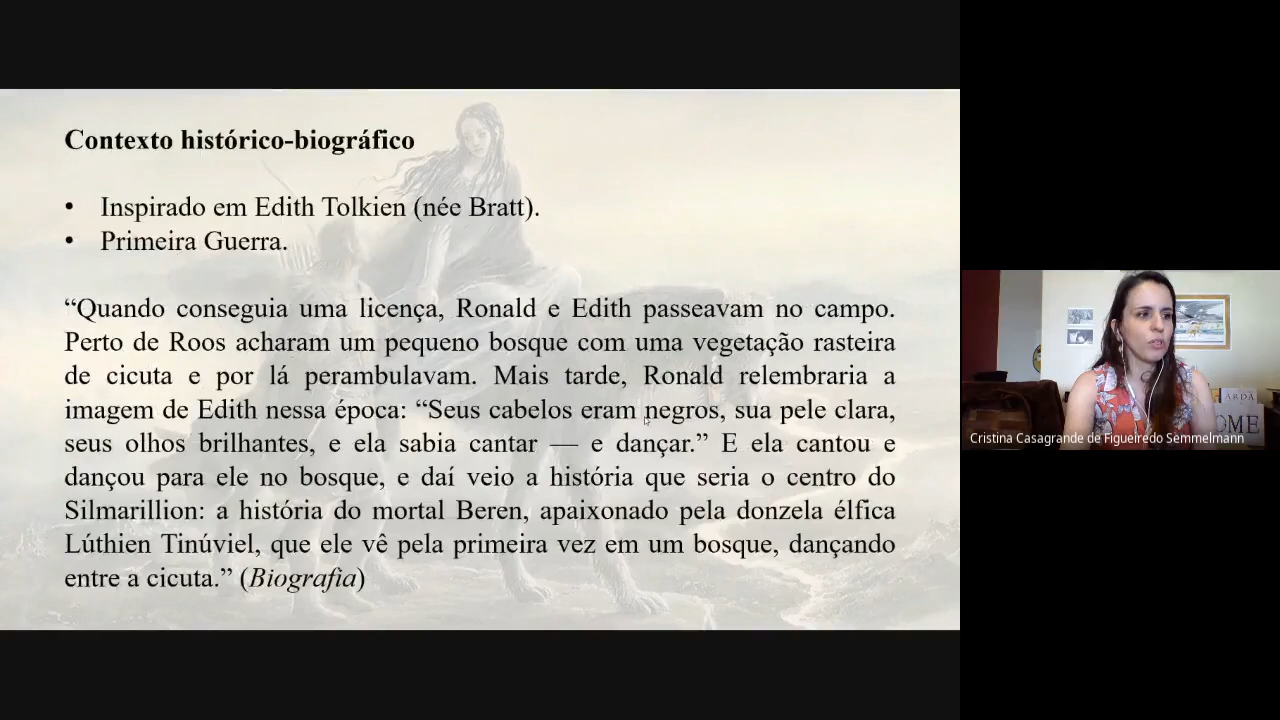 Contexto histórico-biográfico
• Inspirado em Edith Tolkien (née Bratt).
• Primeira Guerra.
“Quando conseguia uma licença, Ronald e Edith passeavam no campo.
Perto de Roos acharam um pequeno bosque com uma vegetação rasteira
de cicuta e por lá perambulavam. Mais tarde, Ronald relembraria a
imagem de Edith nessa época: “Seus cabelos eram negros, sua pele clara,
seus olhos brilhantes, e ela sabia cantar — e dançar.” E ela cantou e
dançou para ele no bosque, e daí veio a história que seria o centro do
Silmarillion: a história do mortal Beren, apaixonado pela donzela élfica
Lúthien Tinúviel, que ele vê pela primeira vez em um bosque, dançando
entre a cicuta.” (Biografia)
ARDA
OME
Cristina Casagrande de Figueiredo Semmelmann